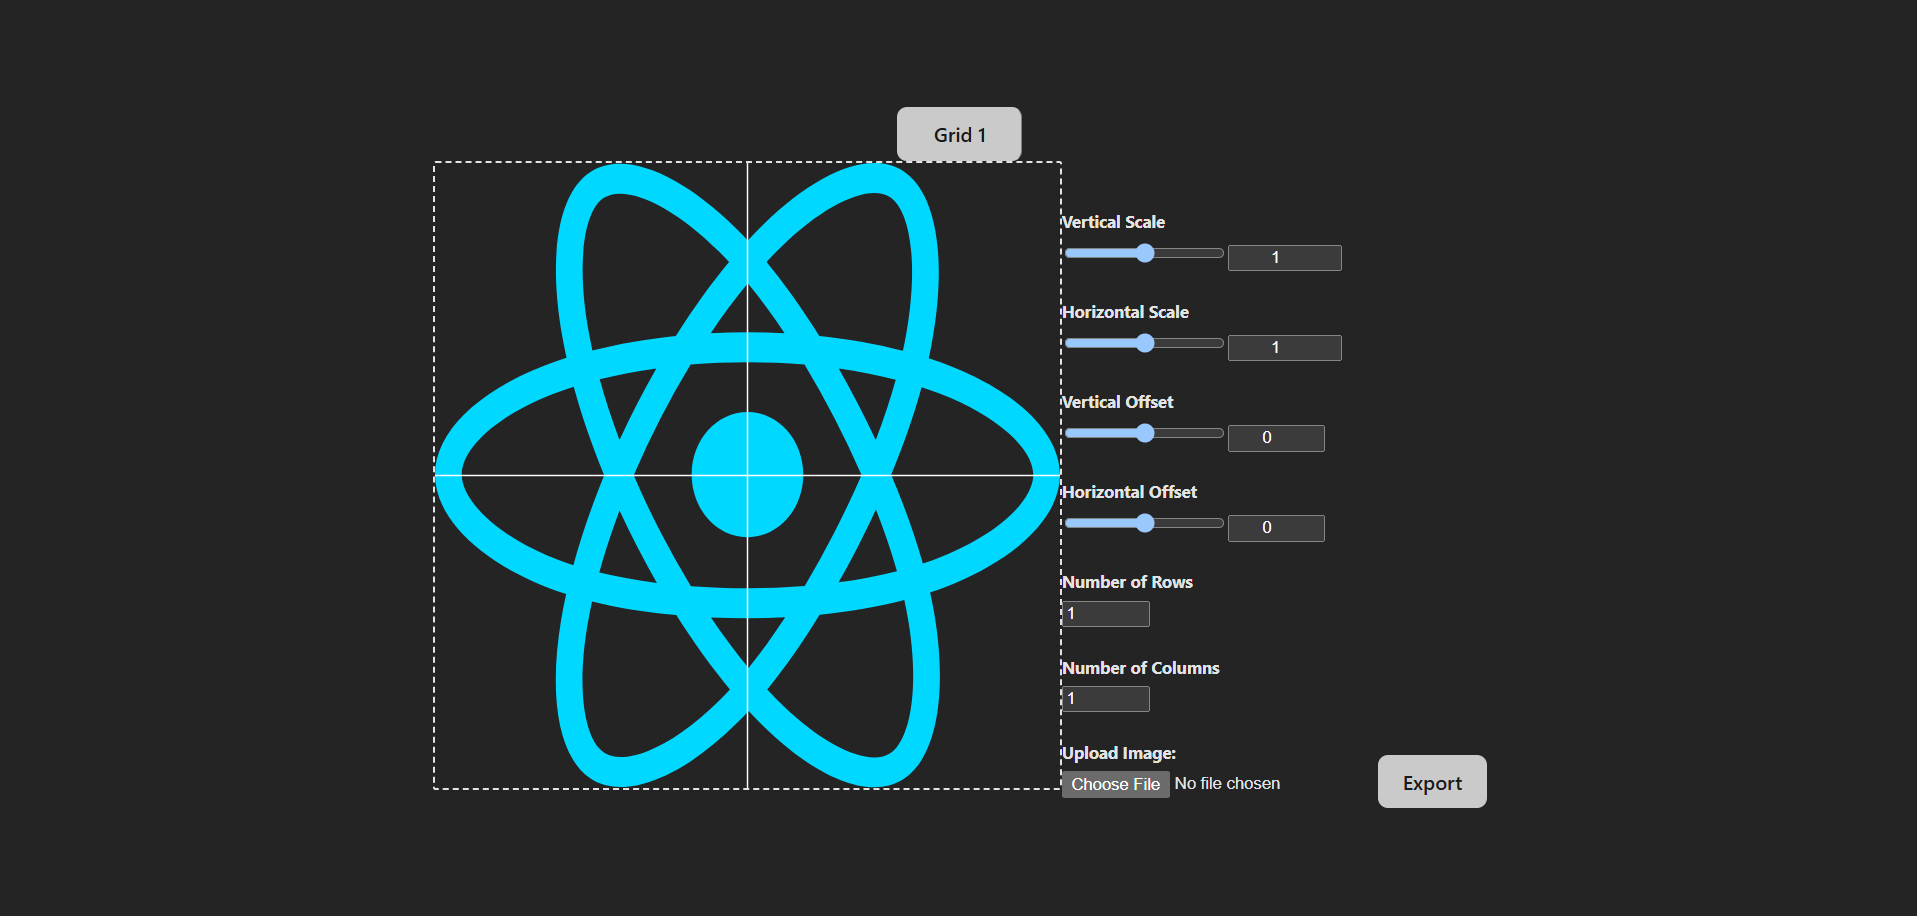 Grid 1
Vertical Scale
1
Horizontal Scale
1
Vertical Offset
0
Horizontal Offset
0
Number of Rows
1
Number of Columns
1
Upload Image:
Choose File No file chosen
Export